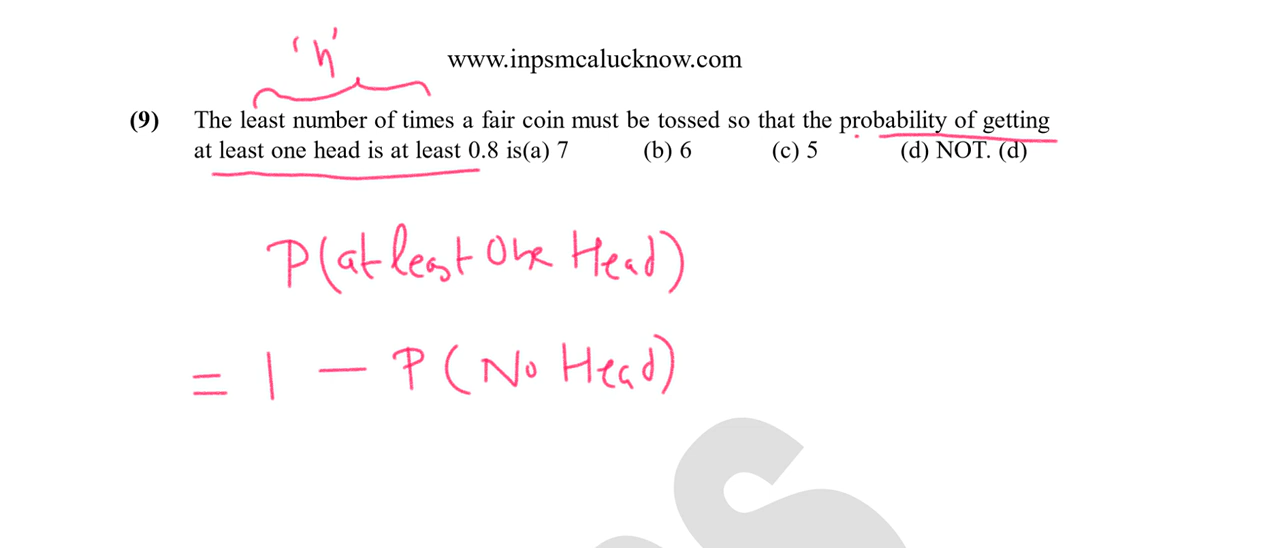 'n'
www.inpsmcalucknow.com
(9) The least number of times a fair coin must be tossed so that the probability of getting
at least one head is at least 0.8 is(a) 7 (b) 6 (c) 5 (d) NOT. (d)
P(at least One Head)
= 1 - P(No Head)